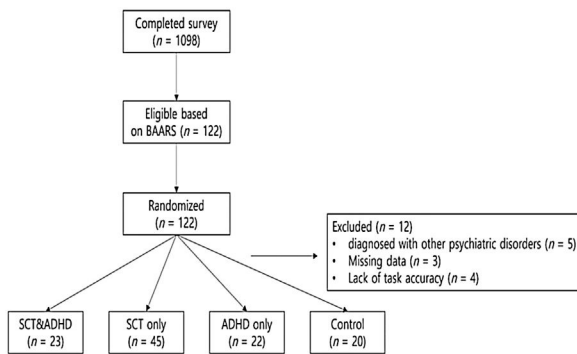 Completed survey
(n = 1098)
Eligible based
on BAARS (n = 122)
Randomized
(n = 122)
Excluded (n = 12)
• diagnosed with other psychiatric disorders (n = 5)
• Missing data (n = 3)
• Lack of task accuracy (n = 4)
SCT&ADHD
(n = 23)
SCT only
(n = 45)
ADHD only
(n = 22)
Control
(n = 20)